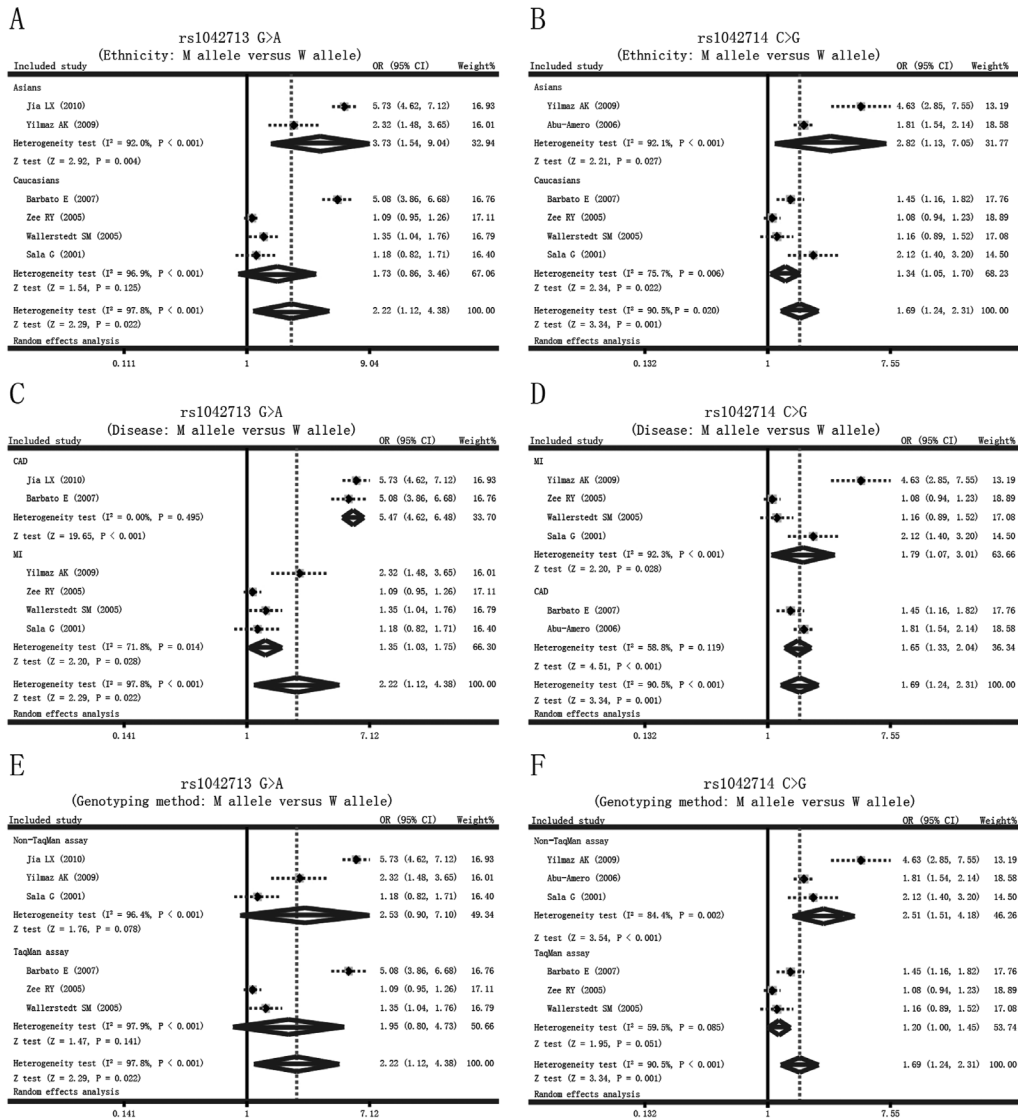 A
rs1042713 G>A
(Ethnicity: M allele versus W allele)
Included study OR (95% CI) Weight%
Asians
Jia LX (2010) 5.73 (4.62, 7.12) 16.93
Yilmaz AK (2009) 2.32 (1.48, 3.65) 16.01
Heterogeneity test (I² = 92.0%, P < 0.001) 3.73 (1.54, 9.04) 32.94
Z test (Z = 2.92, P = 0.004)
Caucasians
Barbato E (2007) 5.08 (3.86, 6.68) 16.76
Zee RY (2005) 1.09 (0.95, 1.26) 17.11
Wallerstedt SM (2005) 1.35 (1.04, 1.76) 16.79
Sala G (2001) 1.18 (0.82, 1.71) 16.40
Heterogeneity test (I² = 96.9%, P < 0.001) 1.73 (0.86, 3.46) 67.06
Z test (Z = 1.54, P = 0.125)
Heterogeneity test (I² = 97.8%, P < 0.001) 2.22 (1.12, 4.38) 100.00
Z test (Z = 2.29, P = 0.022)
Random effects analysis
0.111 1 9.04
B
rs1042714 C>G
(Ethnicity: M allele versus W allele)
Included study OR (95% CI) Weight%
Asians
Yilmaz AK (2009) 4.63 (2.85, 7.55) 13.19
Abu-Amero (2006) 1.81 (1.54, 2.14) 18.58
Heterogeneity test (I² = 92.1%, P < 0.001) 2.82 (1.13, 7.05) 31.77
Z test (Z = 2.21, P = 0.027)
Caucasians
Barbato E (2007) 1.45 (1.16, 1.82) 17.76
Zee RY (2005) 1.08 (0.94, 1.23) 18.89
Wallerstedt SM (2005) 1.16 (0.89, 1.52) 17.08
Sala G (2001) 2.12 (1.40, 3.20) 14.50
Heterogeneity test (I² = 75.7%, P = 0.006) 1.34 (1.05, 1.70) 68.23
Z test (Z = 2.34, P = 0.022)
Heterogeneity test (I² = 90.5%,P = 0.020) 1.69 (1.24, 2.31) 100.00
Z test (Z = 3.34, P = 0.001)
Random effects analysis
0.132 1 7.55
C
rs1042713 G>A
(Disease: M allele versus W allele)
Included study OR (95% CI) Weight%
CAD
Jia LX (2010) 5.73 (4.62, 7.12) 16.93
Barbato E (2007) 5.08 (3.86, 6.68) 16.76
Heterogeneity test (I² = 0.00%, P = 0.495) 5.47 (4.62, 6.48) 33.70
Z test (Z = 19.65, P < 0.001)
MI
Yilmaz AK (2009) 2.32 (1.48, 3.65) 16.01
Zee RY (2005) 1.09 (0.95, 1.26) 17.11
Wallerstedt SM (2005) 1.35 (1.04, 1.76) 16.79
Sala G (2001) 1.18 (0.82, 1.71) 16.40
Heterogeneity test (I² = 71.8%, P = 0.014) 1.35 (1.03, 1.75) 66.30
Z test (Z = 2.20, P = 0.028)
Heterogeneity test (I² = 97.8%, P < 0.001) 2.22 (1.12, 4.38) 100.00
Z test (Z = 2.29, P = 0.022)
Random effects analysis
0.141 1 7.12
D
rs1042714 C>G
(Disease: M allele versus W allele)
Included study OR (95% CI) Weight%
MI
Yilmaz AK (2009) 4.63 (2.85, 7.55) 13.19
Zee RY (2005) 1.08 (0.94, 1.23) 18.89
Wallerstedt SM (2005) 1.16 (0.89, 1.52) 17.08
Sala G (2001) 2.12 (1.40, 3.20) 14.50
Heterogeneity test (I² = 92.3%, P < 0.001) 1.79 (1.07, 3.01) 63.66
Z test (Z = 2.20, P = 0.028)
CAD
Barbato E (2007) 1.45 (1.16, 1.82) 17.76
Abu-Amero (2006) 1.81 (1.54, 2.14) 18.58
Heterogeneity test (I² = 58.8%, P = 0.119) 1.65 (1.33, 2.04) 36.34
Z test (Z = 4.51, P < 0.001)
Heterogeneity test (I² = 90.5%, P < 0.001) 1.69 (1.24, 2.31) 100.00
Z test (Z = 3.34, P = 0.001)
Random effects analysis
0.132 1 7.55
E
rs1042713 G>A
(Genotyping method: M allele versus W allele)
Included study OR (95% CI) Weight%
Non-TaqMan assay
Jia LX (2010) 5.73 (4.62, 7.12) 16.93
Yilmaz AK (2009) 2.32 (1.48, 3.65) 16.01
Sala G (2001) 1.18 (0.82, 1.71) 16.40
Heterogeneity test (I² = 96.4%, P < 0.001) 2.53 (0.90, 7.10) 49.34
Z test (Z = 1.76, P = 0.078)
TaqMan assay
Barbato E (2007) 5.08 (3.86, 6.68) 16.76
Zee RY (2005) 1.09 (0.95, 1.26) 17.11
Wallerstedt SM (2005) 1.35 (1.04, 1.76) 16.79
Heterogeneity test (I² = 97.9%, P < 0.001) 1.95 (0.80, 4.73) 50.66
Z test (Z = 1.47, P = 0.141)
Heterogeneity test (I² = 97.8%, P < 0.001) 2.22 (1.12, 4.38) 100.00
Z test (Z = 2.29, P = 0.022)
Random effects analysis
0.141 1 7.12
F
rs1042714 C>G
(Genotyping method: M allele versus W allele)
Included study OR (95% CI) Weight%
Non-TaqMan assay
Yilmaz AK (2009) 4.63 (2.85, 7.55) 13.19
Abu-Amero (2006) 1.81 (1.54, 2.14) 18.58
Sala G (2001) 2.12 (1.40, 3.20) 14.50
Heterogeneity test (I² = 84.4%, P = 0.002) 2.51 (1.51, 4.18) 46.26
Z test (Z = 3.54, P < 0.001)
TaqMan assay
Barbato E (2007) 1.45 (1.16, 1.82) 17.76
Zee RY (2005) 1.08 (0.94, 1.23) 18.89
Wallerstedt SM (2005) 1.16 (0.89, 1.52) 17.08
Heterogeneity test (I² = 59.5%, P = 0.085) 1.20 (1.00, 1.45) 53.74
Z test (Z = 1.95, P = 0.051)
Heterogeneity test (I² = 90.5%, P < 0.001) 1.69 (1.24, 2.31) 100.00
Z test (Z = 3.34, P = 0.001)
Random effects analysis
0.132 1 7.55